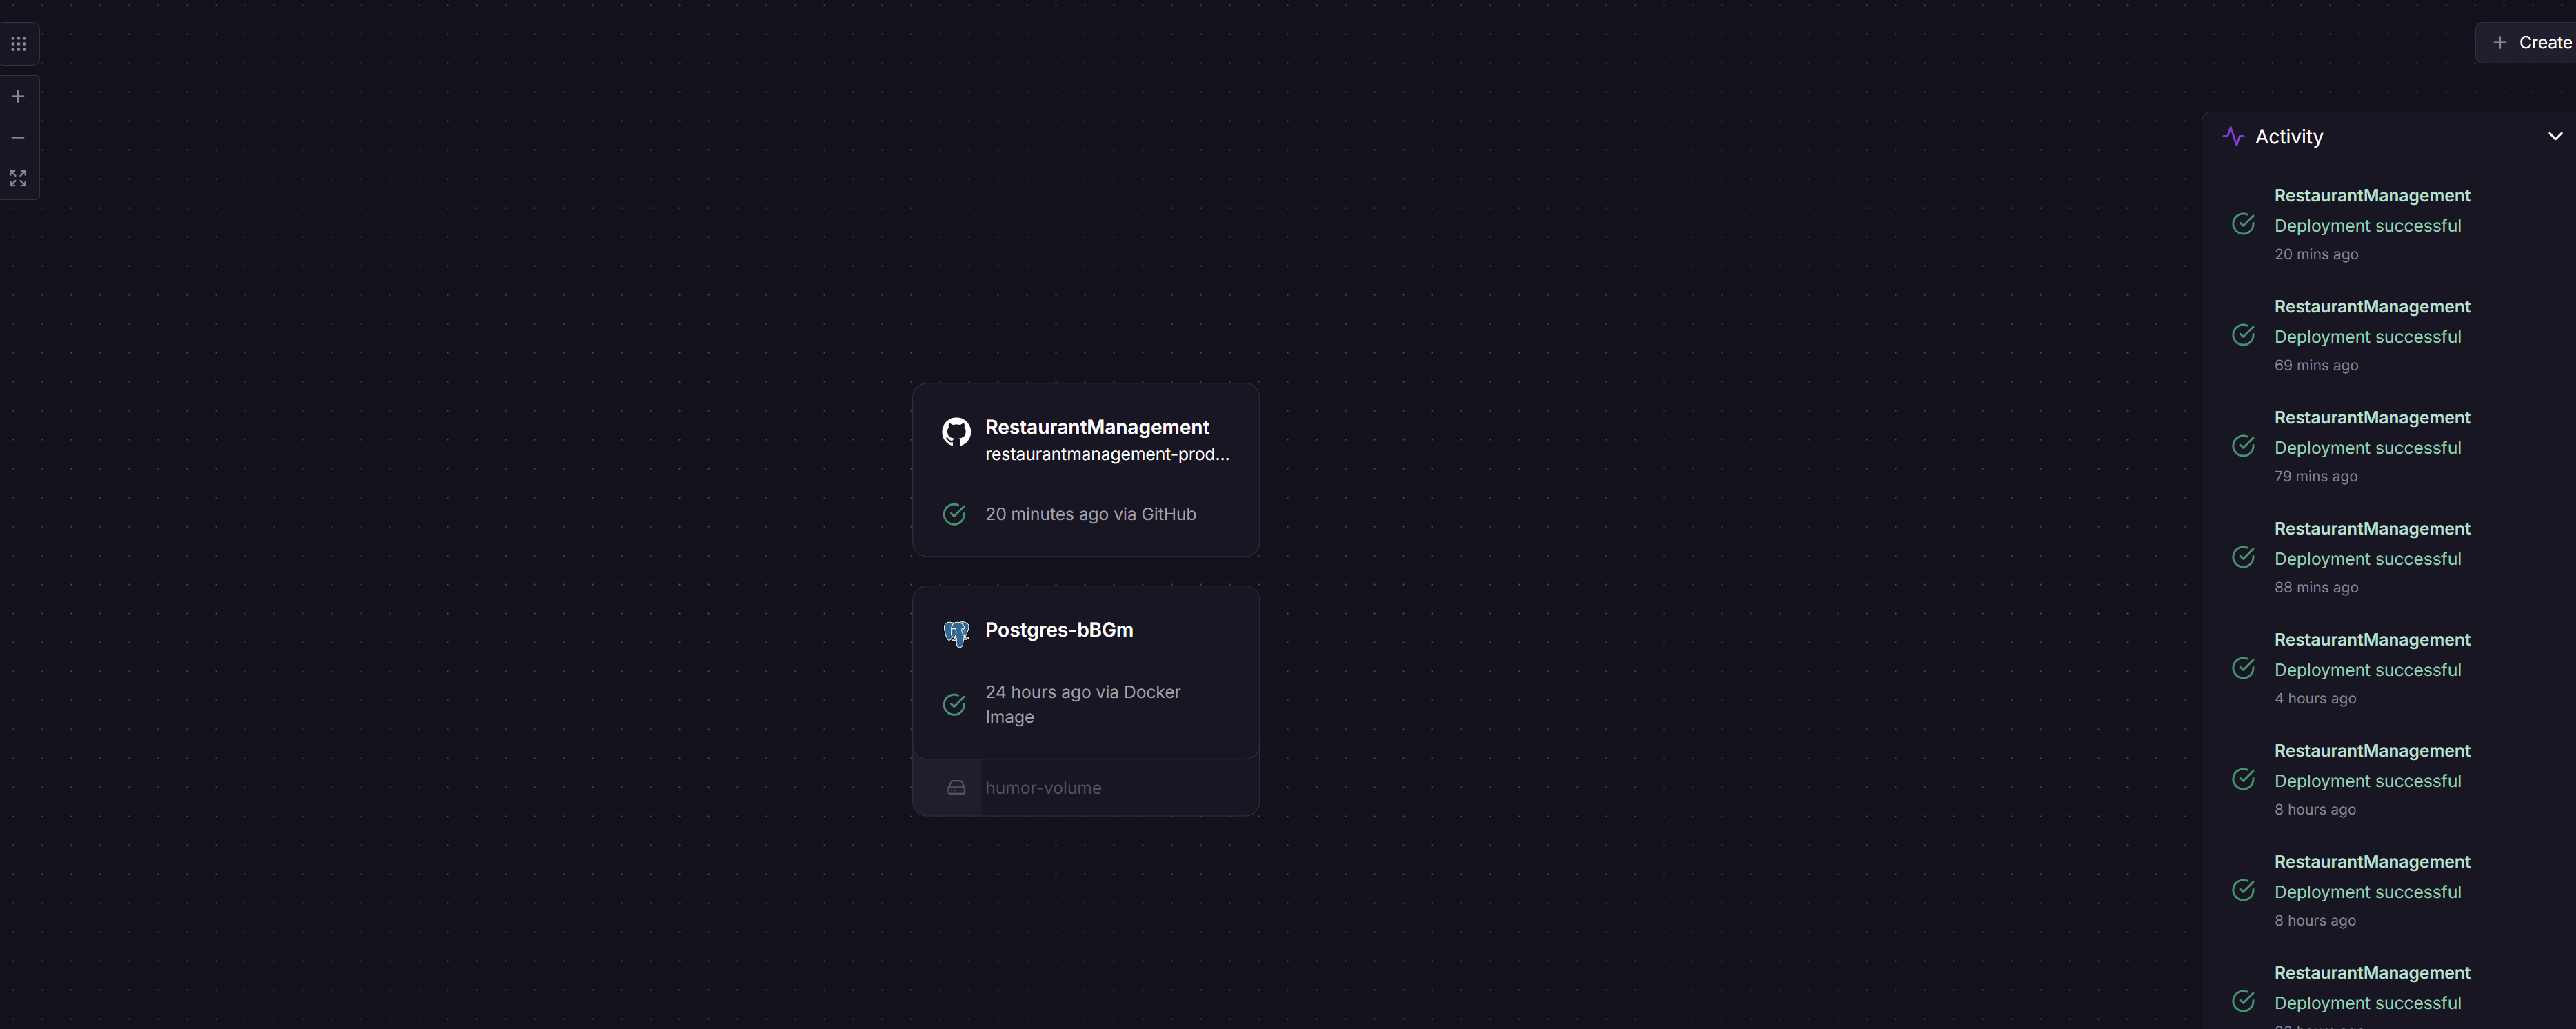 Create
Activity
RestaurantManagement
Deployment successful
20 mins ago
RestaurantManagement
Deployment successful
69 mins ago
RestaurantManagement
Deployment successful
79 mins ago
RestaurantManagement
Deployment successful
88 mins ago
RestaurantManagement
Deployment successful
4 hours ago
RestaurantManagement
Deployment successful
8 hours ago
RestaurantManagement
Deployment successful
8 hours ago
RestaurantManagement
Deployment successful
RestaurantManagement
restaurantmanagement-prod...
20 minutes ago via GitHub
Postgres-bBGm
24 hours ago via Docker
Image
humor-volume